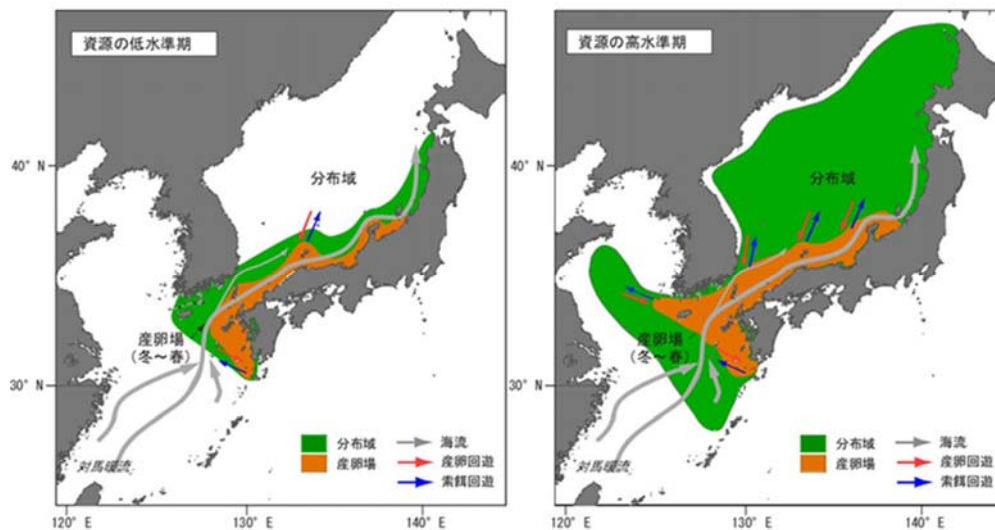 資源の低水準期
40° N
分布域
産卵場
(冬～春)
30° N
対馬暖流
分布域
産卵場
海流
産卵回遊
索餌回遊
120° E
130° E
140° E
資源の高水準期
40° N
分布域
産卵場
(冬～春)
30° N
対馬暖流
分布域
産卵場
海流
産卵回遊
索餌回遊
120° E
130° E
140° E